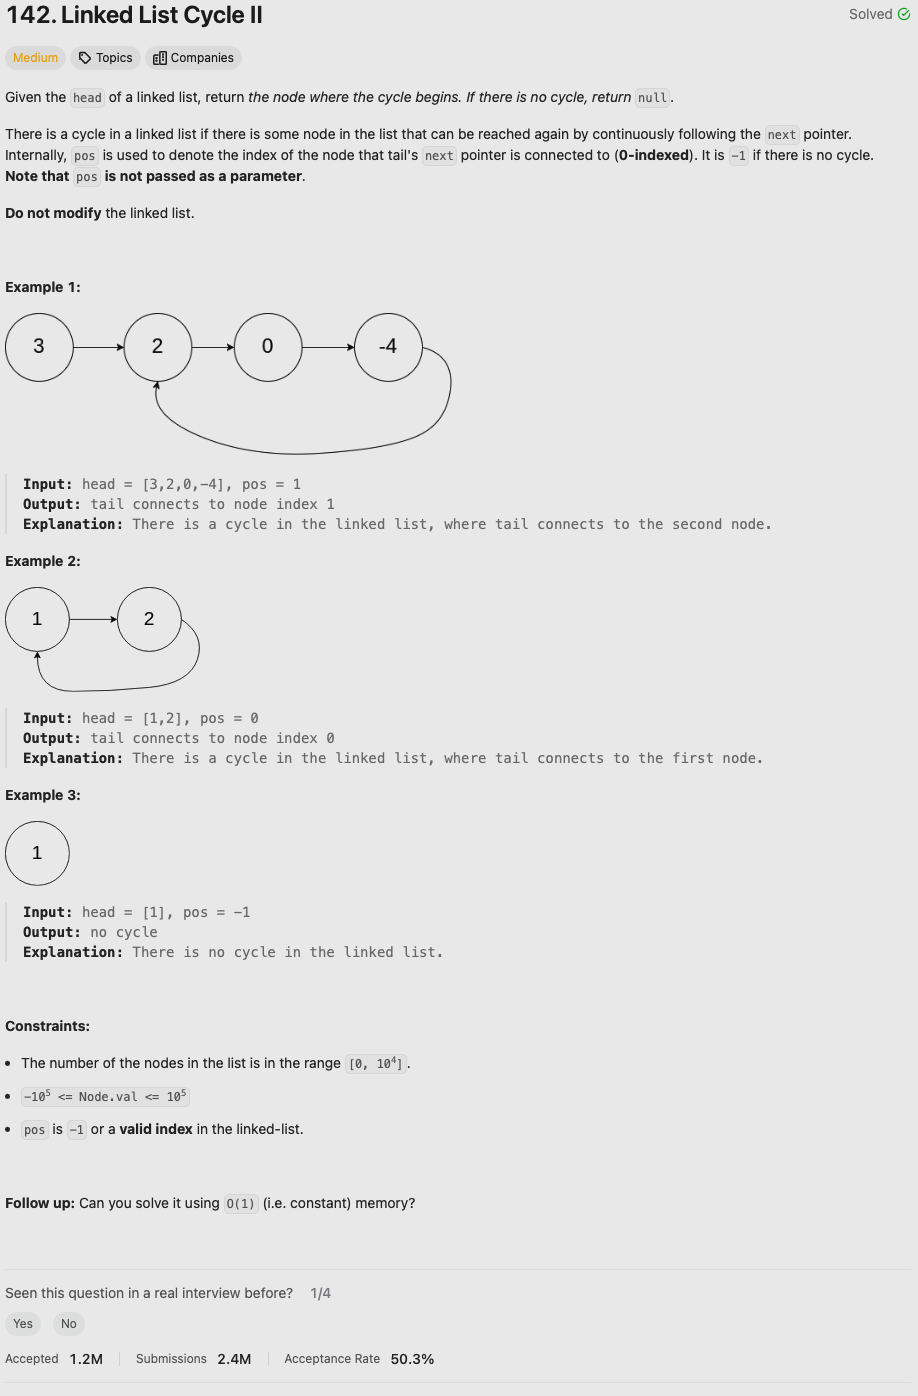 142. Linked List Cycle II
Solved
Medium Topics Companies
Given the head of a linked list, return the node where the cycle begins. If there is no cycle, return null.
There is a cycle in a linked list if there is some node in the list that can be reached again by continuously following the next pointer.
Internally, pos is used to denote the index of the node that tail's next pointer is connected to (0-indexed). It is -1 if there is no cycle.
Note that pos is not passed as a parameter.
Do not modify the linked list.
Example 1:
3 2 0 -4
Input: head = [3,2,0,-4], pos = 1
Output: tail connects to node index 1
Explanation: There is a cycle in the linked list, where tail connects to the second node.
Example 2:
1 2
Input: head = [1,2], pos = 0
Output: tail connects to node index 0
Explanation: There is a cycle in the linked list, where tail connects to the first node.
Example 3:
1
Input: head = [1], pos = -1
Output: no cycle
Explanation: There is no cycle in the linked list.
Constraints:
• The number of the nodes in the list is in the range [0, 10⁴].
• -10⁵ <= Node.val <= 10⁵
• pos is -1 or a valid index in the linked-list.
Follow up: Can you solve it using O(1) (i.e. constant) memory?
Seen this question in a real interview before? 1/4
Yes No
Accepted 1.2M Submissions 2.4M Acceptance Rate 50.3%